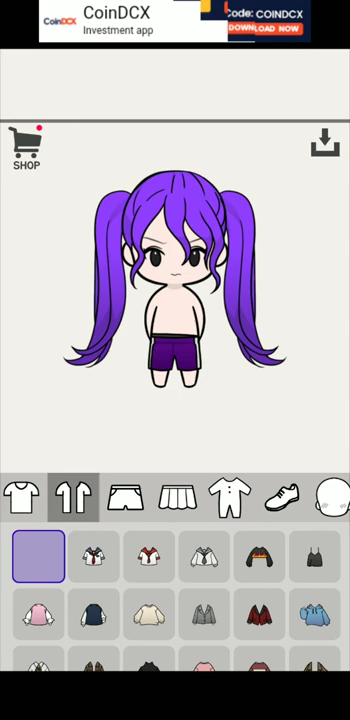 CoinDCX
CoinDCX
Investment app
Code: COINDCX
DOWNLOAD NOW
SHOP